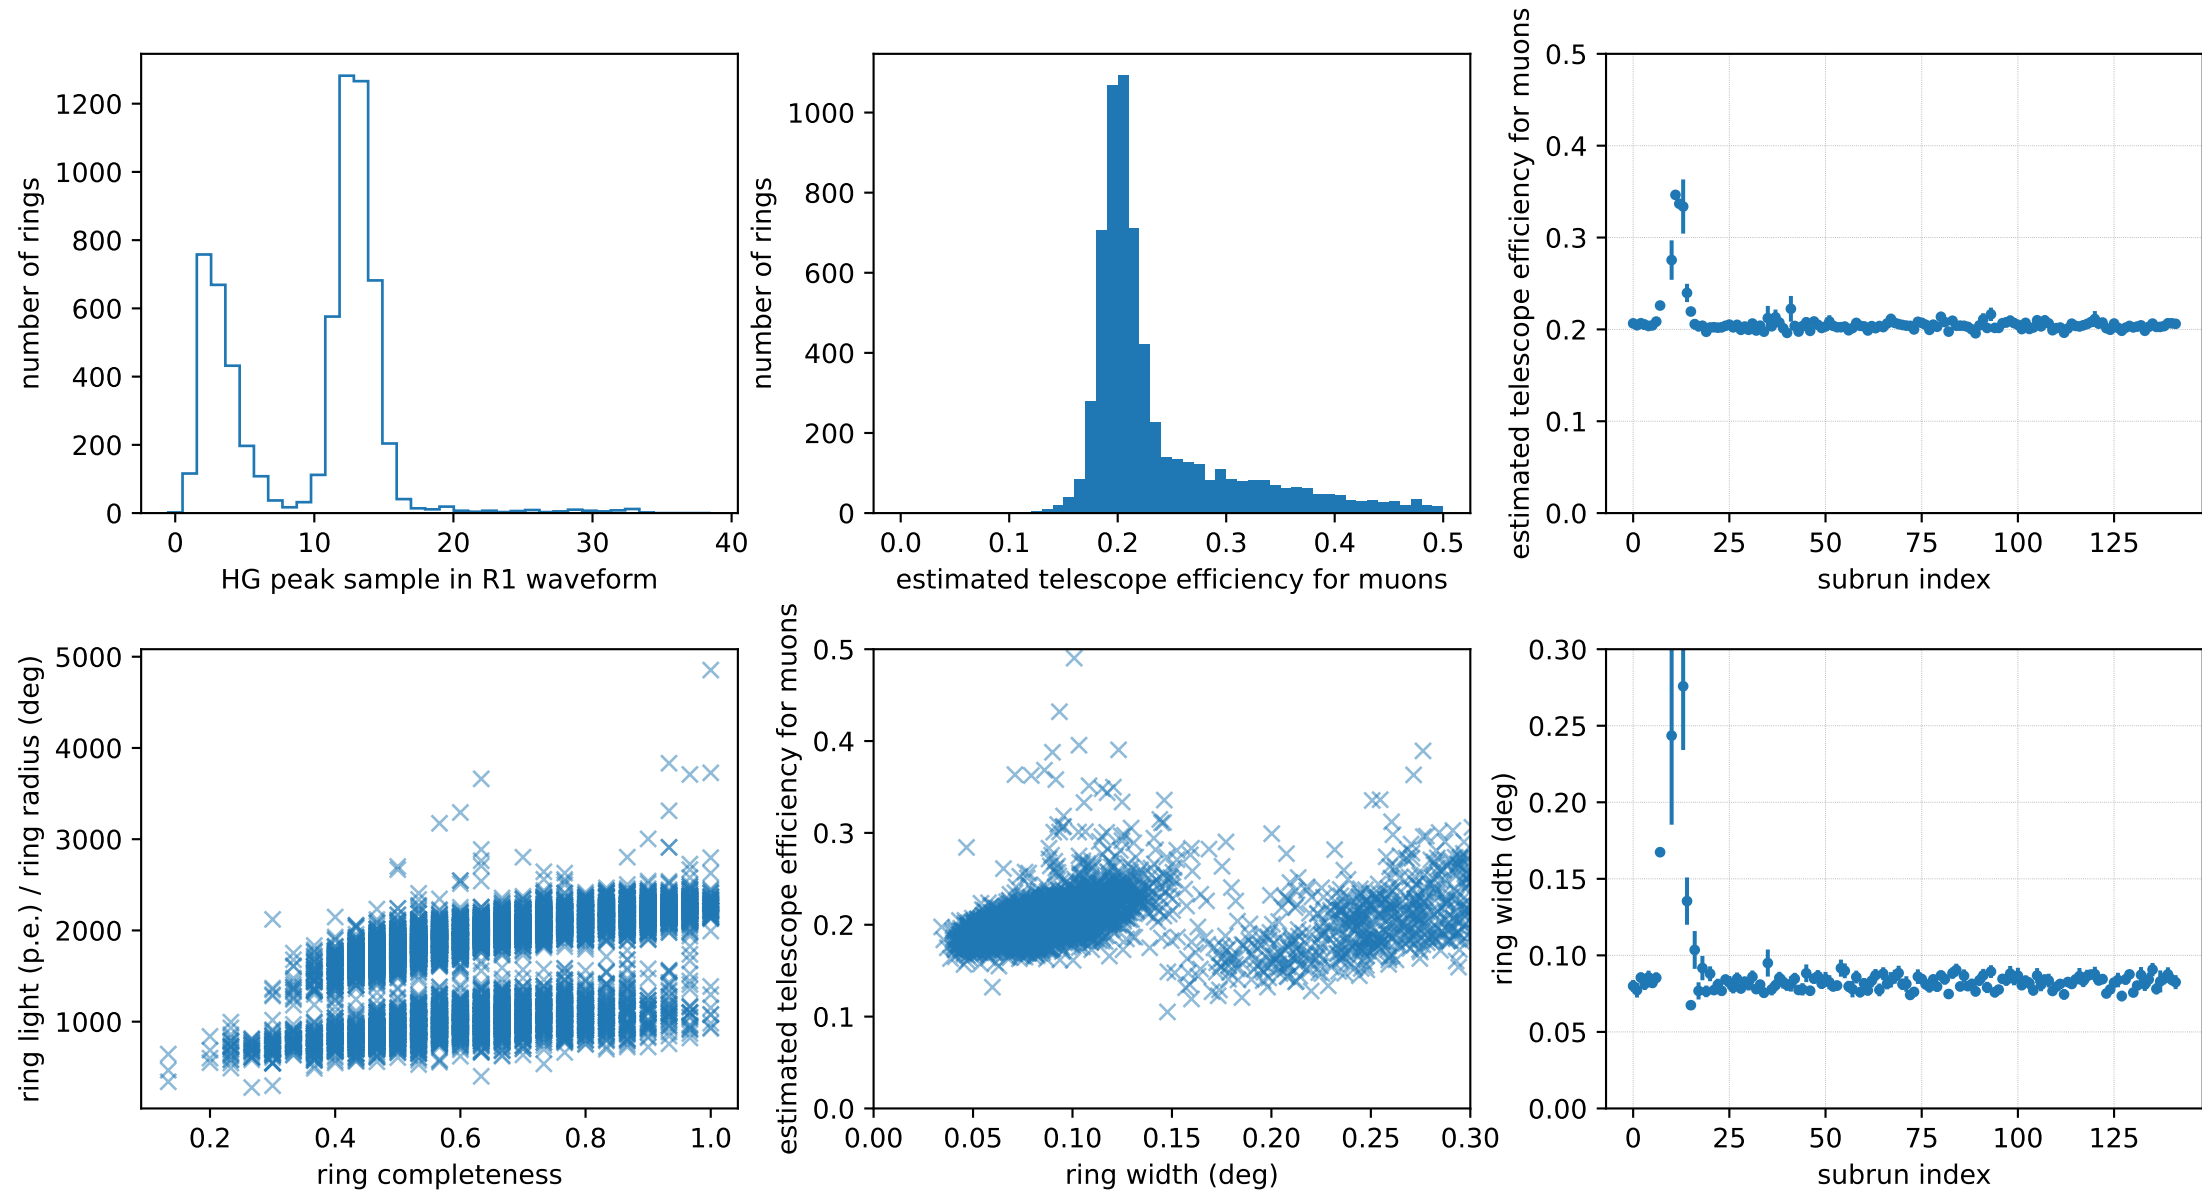 1200
1000
800
600
400
200
0
number of rings
0 10 20 30 40
HG peak sample in R1 waveform
1000
800
600
400
200
0
number of rings
0.0 0.1 0.2 0.3 0.4 0.5
estimated telescope efficiency for muons
0.5
0.4
0.3
0.2
0.1
0.0
estimated telescope efficiency for muons
0 25 50 75 100 125
subrun index
5000
4000
3000
2000
1000
ring light (p.e.) / ring radius (deg)
0.2 0.4 0.6 0.8 1.0
ring completeness
0.5
0.4
0.3
0.2
0.1
0.0
estimated telescope efficiency for muons
0.00 0.05 0.10 0.15 0.20 0.25 0.30
ring width (deg)
0.30
0.25
0.20
0.15
0.10
0.05
0.00
ring width (deg)
0 25 50 75 100 125
subrun index